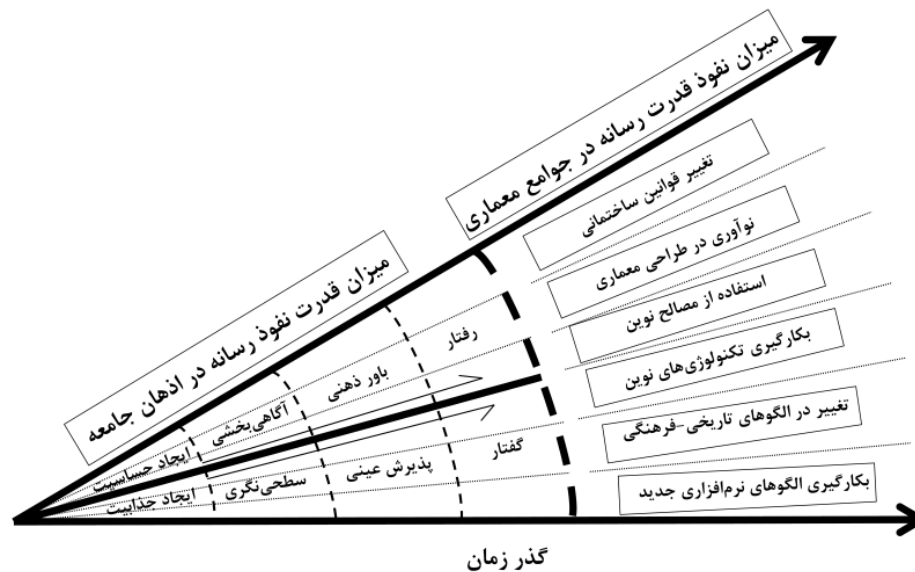 میزان نفوذ قدرت رسانه در جوامع معماری
میزان قدرت نفوذ رسانه در اذهان جامعه
تغییر قوانین ساختمانی
نوآوری در طراحی معماری
استفاده از مصالح نوین
بکارگیری تکنولوژی‌های نوین
تغییر در الگوهای تاریخی-فرهنگی
بکارگیری الگوهای نرم‌افزاری جدید
ایجاد حساسیت
آگاهی‌بخشی
باور ذهنی
رفتار
ایجاد جذابیت
سطحی‌نگری
پذیرش عینی
گفتار
گذر زمان